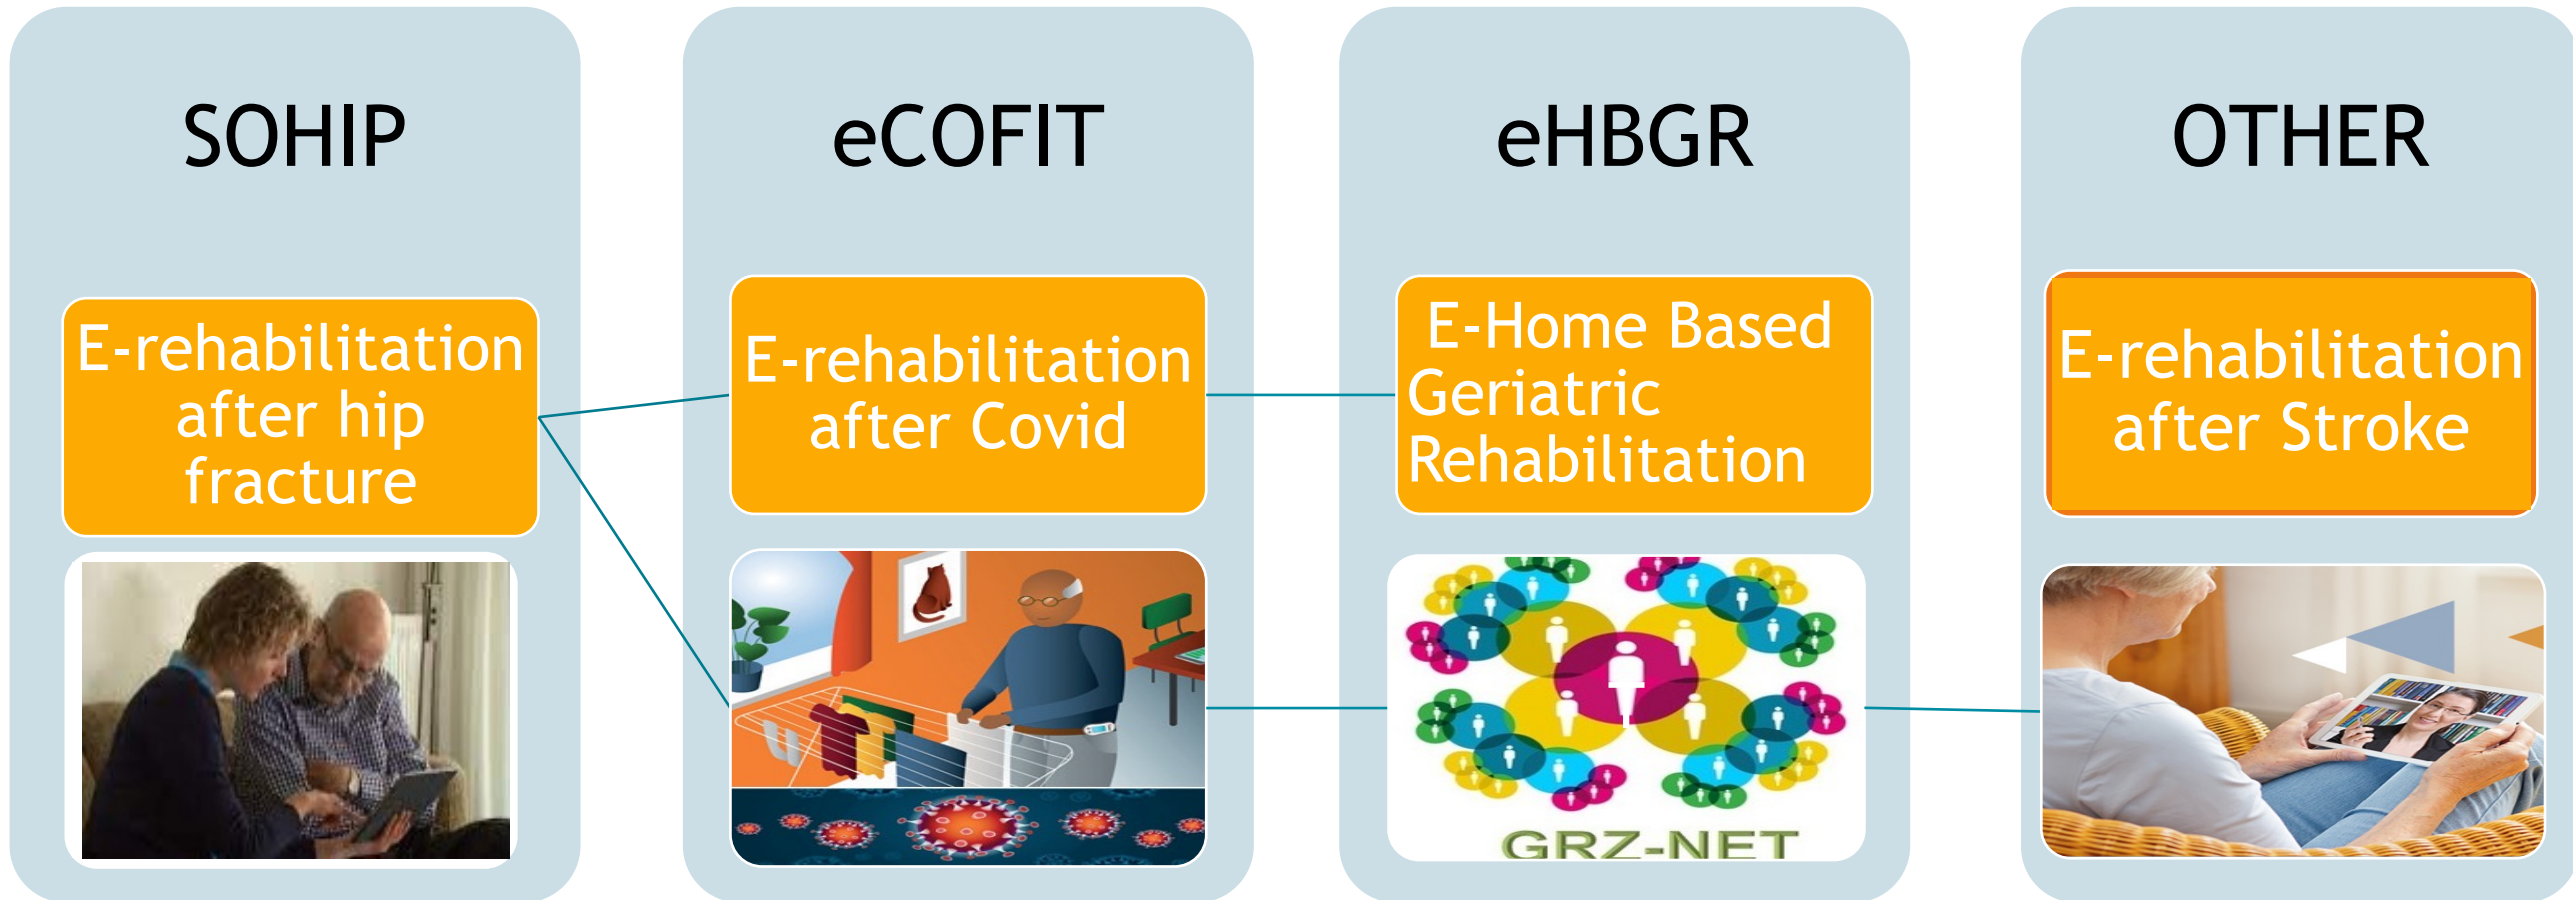 SOHIP
E-rehabilitation
after hip
fracture
eCOFIT
E-rehabilitation
after Covid
eHBGR
E-Home Based
Geriatric
Rehabilitation
GRZ-NET
OTHER
E-rehabilitation
after Stroke